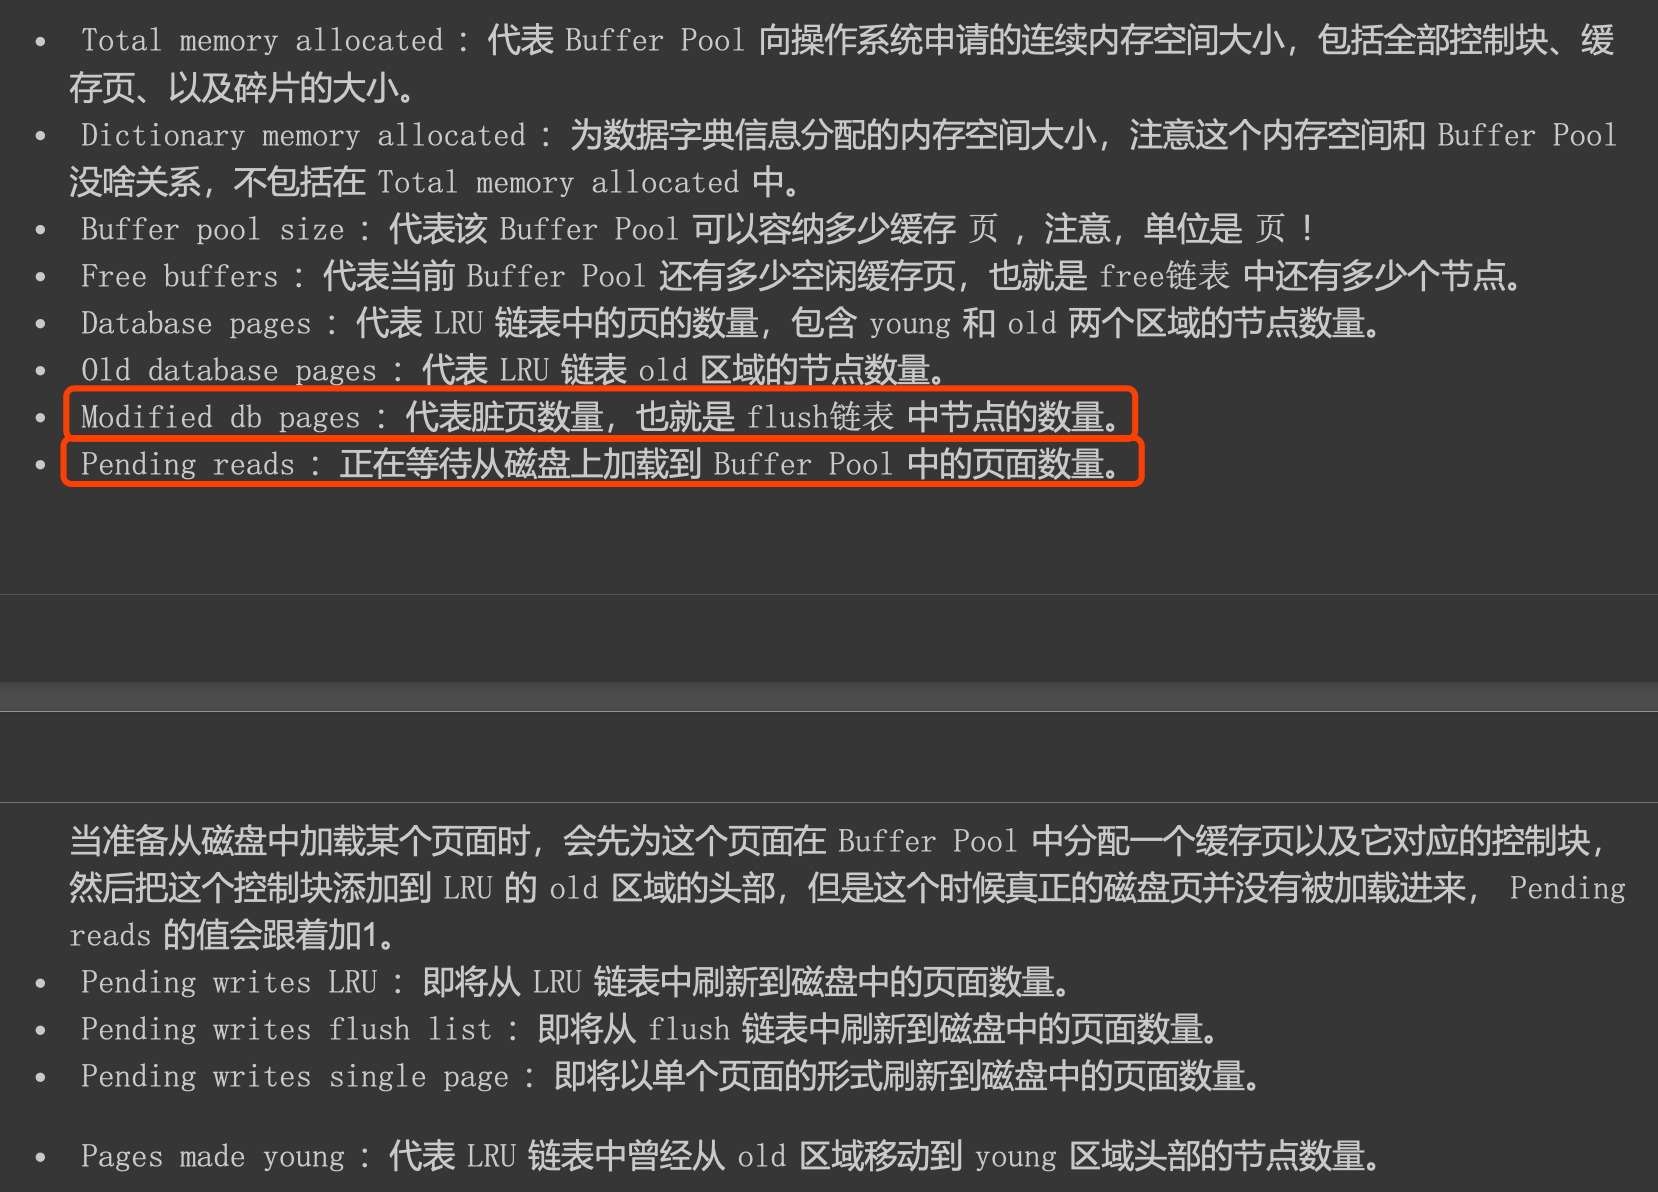 • Total memory allocated ：代表 Buffer Pool 向操作系统申请的连续内存空间大小，包括全部控制块、缓
存页、以及碎片的大小。
• Dictionary memory allocated ：为数据字典信息分配的内存空间大小，注意这个内存空间和 Buffer Pool
没啥关系，不包括在 Total memory allocated 中。
• Buffer pool size ：代表该 Buffer Pool 可以容纳多少缓存 页 ，注意，单位是 页 ！
• Free buffers ：代表当前 Buffer Pool 还有多少空闲缓存页，也就是 free链表 中还有多少个节点。
• Database pages ：代表 LRU 链表中的页的数量，包含 young 和 old 两个区域的节点数量。
• Old database pages ：代表 LRU 链表 old 区域的节点数量。
• Modified db pages ：代表脏页数量，也就是 flush链表 中节点的数量。
• Pending reads ：正在等待从磁盘上加载到 Buffer Pool 中的页面数量。
当准备从磁盘中加载某个页面时，会先为这个页面在 Buffer Pool 中分配一个缓存页以及它对应的控制块，
然后把这个控制块添加到 LRU 的 old 区域的头部，但是这个时候真正的磁盘页并没有被加载进来， Pending
reads 的值会跟着加1。
• Pending writes LRU ：即将从 LRU 链表中刷新到磁盘中的页面数量。
• Pending writes flush list ：即将从 flush 链表中刷新到磁盘中的页面数量。
• Pending writes single page ：即将以单个页面的形式刷新到磁盘中的页面数量。
• Pages made young ：代表 LRU 链表中曾经从 old 区域移动到 young 区域头部的节点数量。